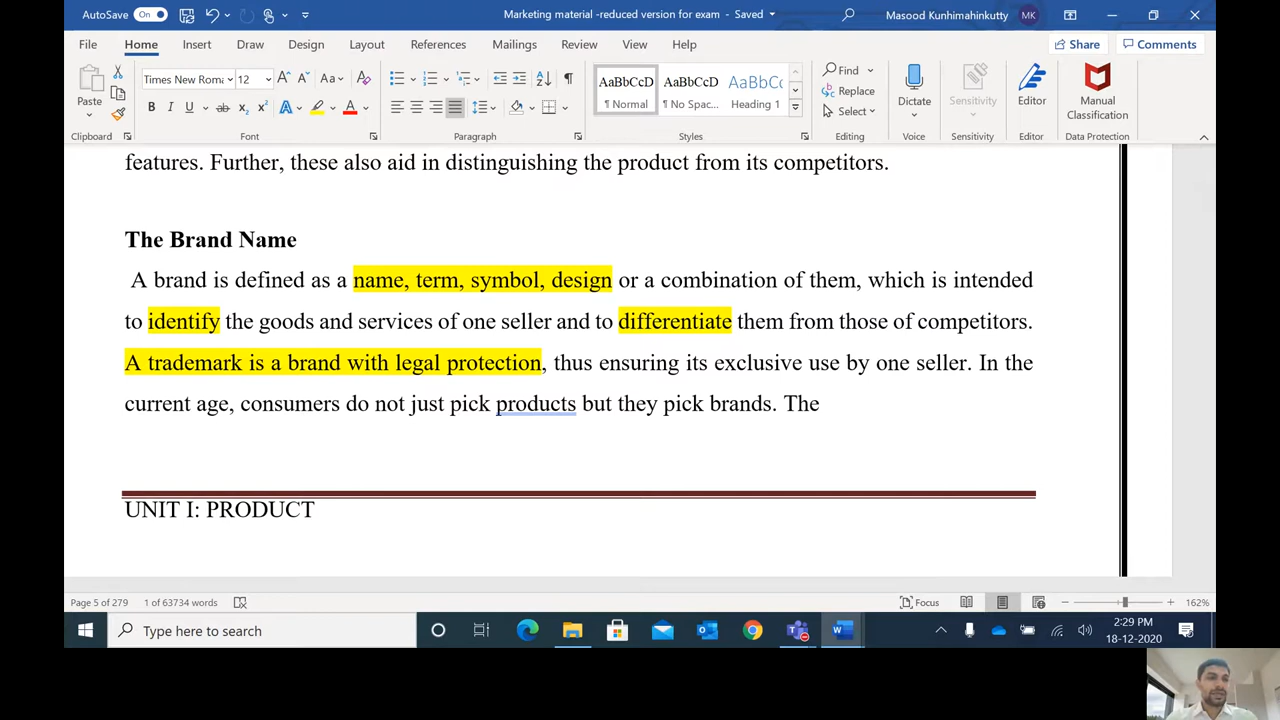 AutoSave On Marketing material -reduced version for exam - Saved Masood Kunhimahinkutty MK
File Home Insert Draw Design Layout References Mailings Review View Help Share Comments
Paste Times New Roma 12 Aa AaBbCcD AaBbCcD AaBbCc Find Dictate Sensitivity Editor Manual Classification
B I U ab x₂ x² A A ¶ Normal ¶ No Spac... Heading 1 Replace
Select
Clipboard Font Paragraph Styles Editing Voice Sensitivity Editor Data Protection
features. Further, these also aid in distinguishing the product from its competitors.
The Brand Name
A brand is defined as a name, term, symbol, design or a combination of them, which is intended
to identify the goods and services of one seller and to differentiate them from those of competitors.
A trademark is a brand with legal protection, thus ensuring its exclusive use by one seller. In the
current age, consumers do not just pick products but they pick brands. The
UNIT I: PRODUCT
Page 5 of 279 1 of 63734 words Focus 162%
Type here to search 2:29 PM
18-12-2020